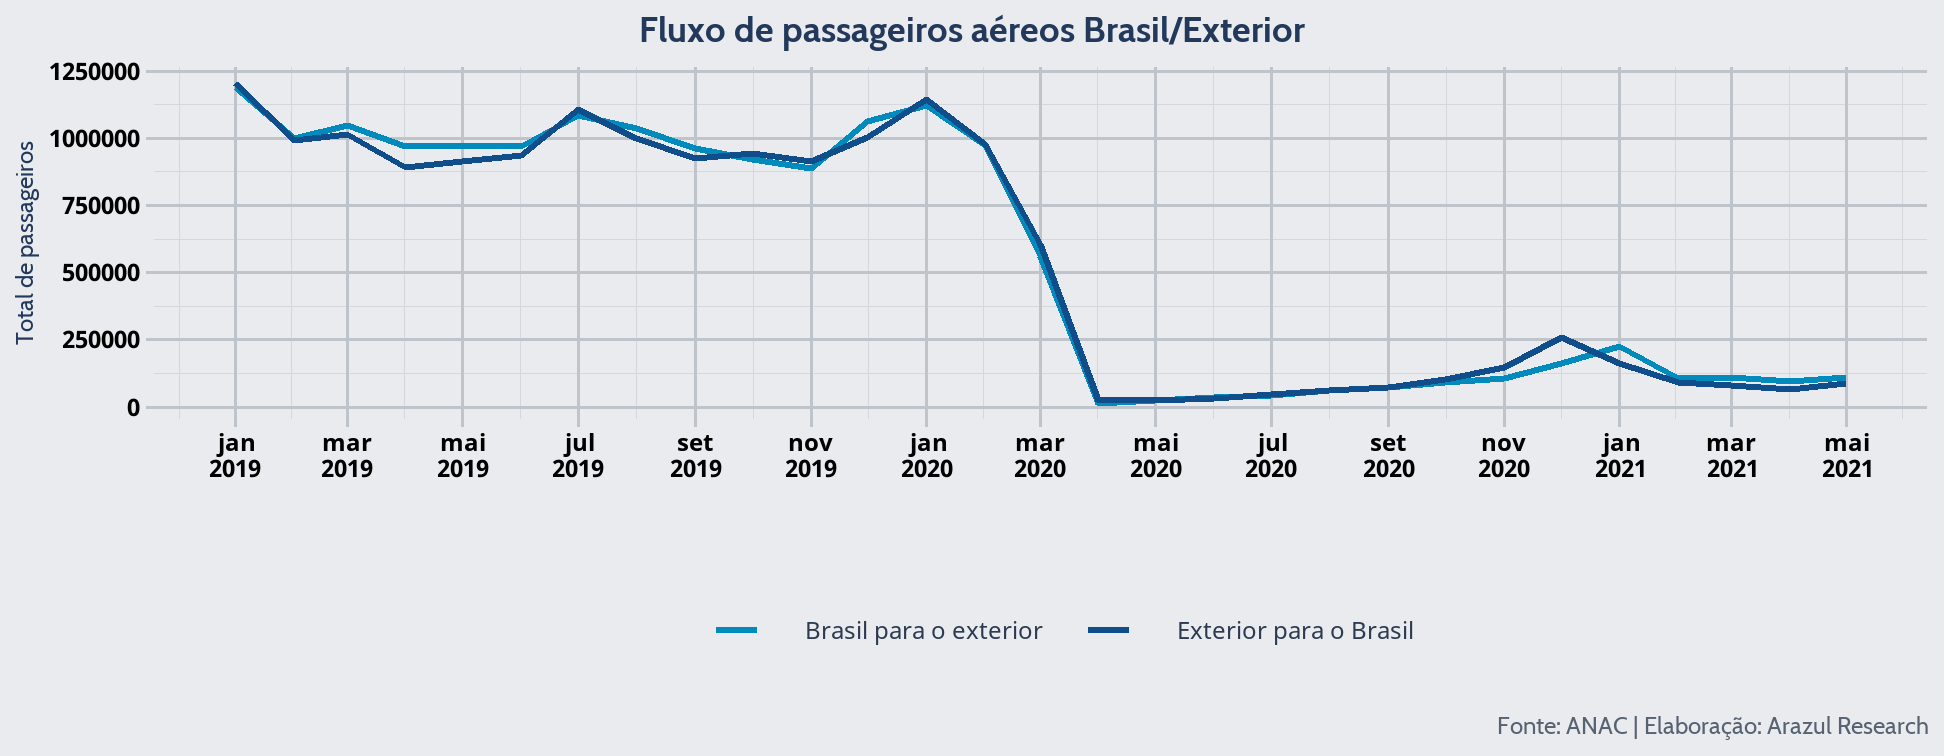 Fluxo de passageiros aéreos Brasil/Exterior
Total de passageiros
1250000
1000000
750000
500000
250000
0
jan 2019
mar 2019
mai 2019
jul 2019
set 2019
nov 2019
jan 2020
mar 2020
mai 2020
jul 2020
set 2020
nov 2020
jan 2021
mar 2021
mai 2021
Brasil para o exterior
Exterior para o Brasil
Fonte: ANAC | Elaboração: Arazul Research